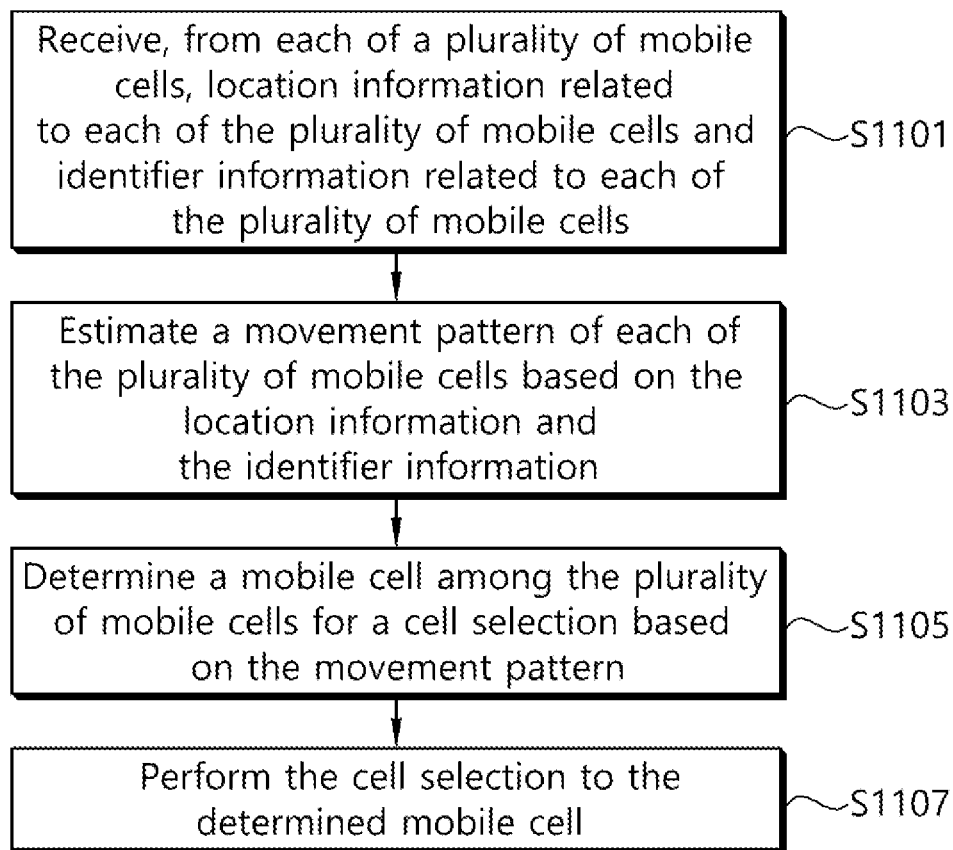 Receive, from each of a plurality of mobile
cells, location information related
to each of the plurality of mobile cells and
identifier information related to each of
the plurality of mobile cells
S1101
Estimate a movement pattern of each of
the plurality of mobile cells based on the
location information and
the identifier information
S1103
Determine a mobile cell among the plurality
of mobile cells for a cell selection based
on the movement pattern
S1105
Perform the cell selection to the
determined mobile cell
S1107